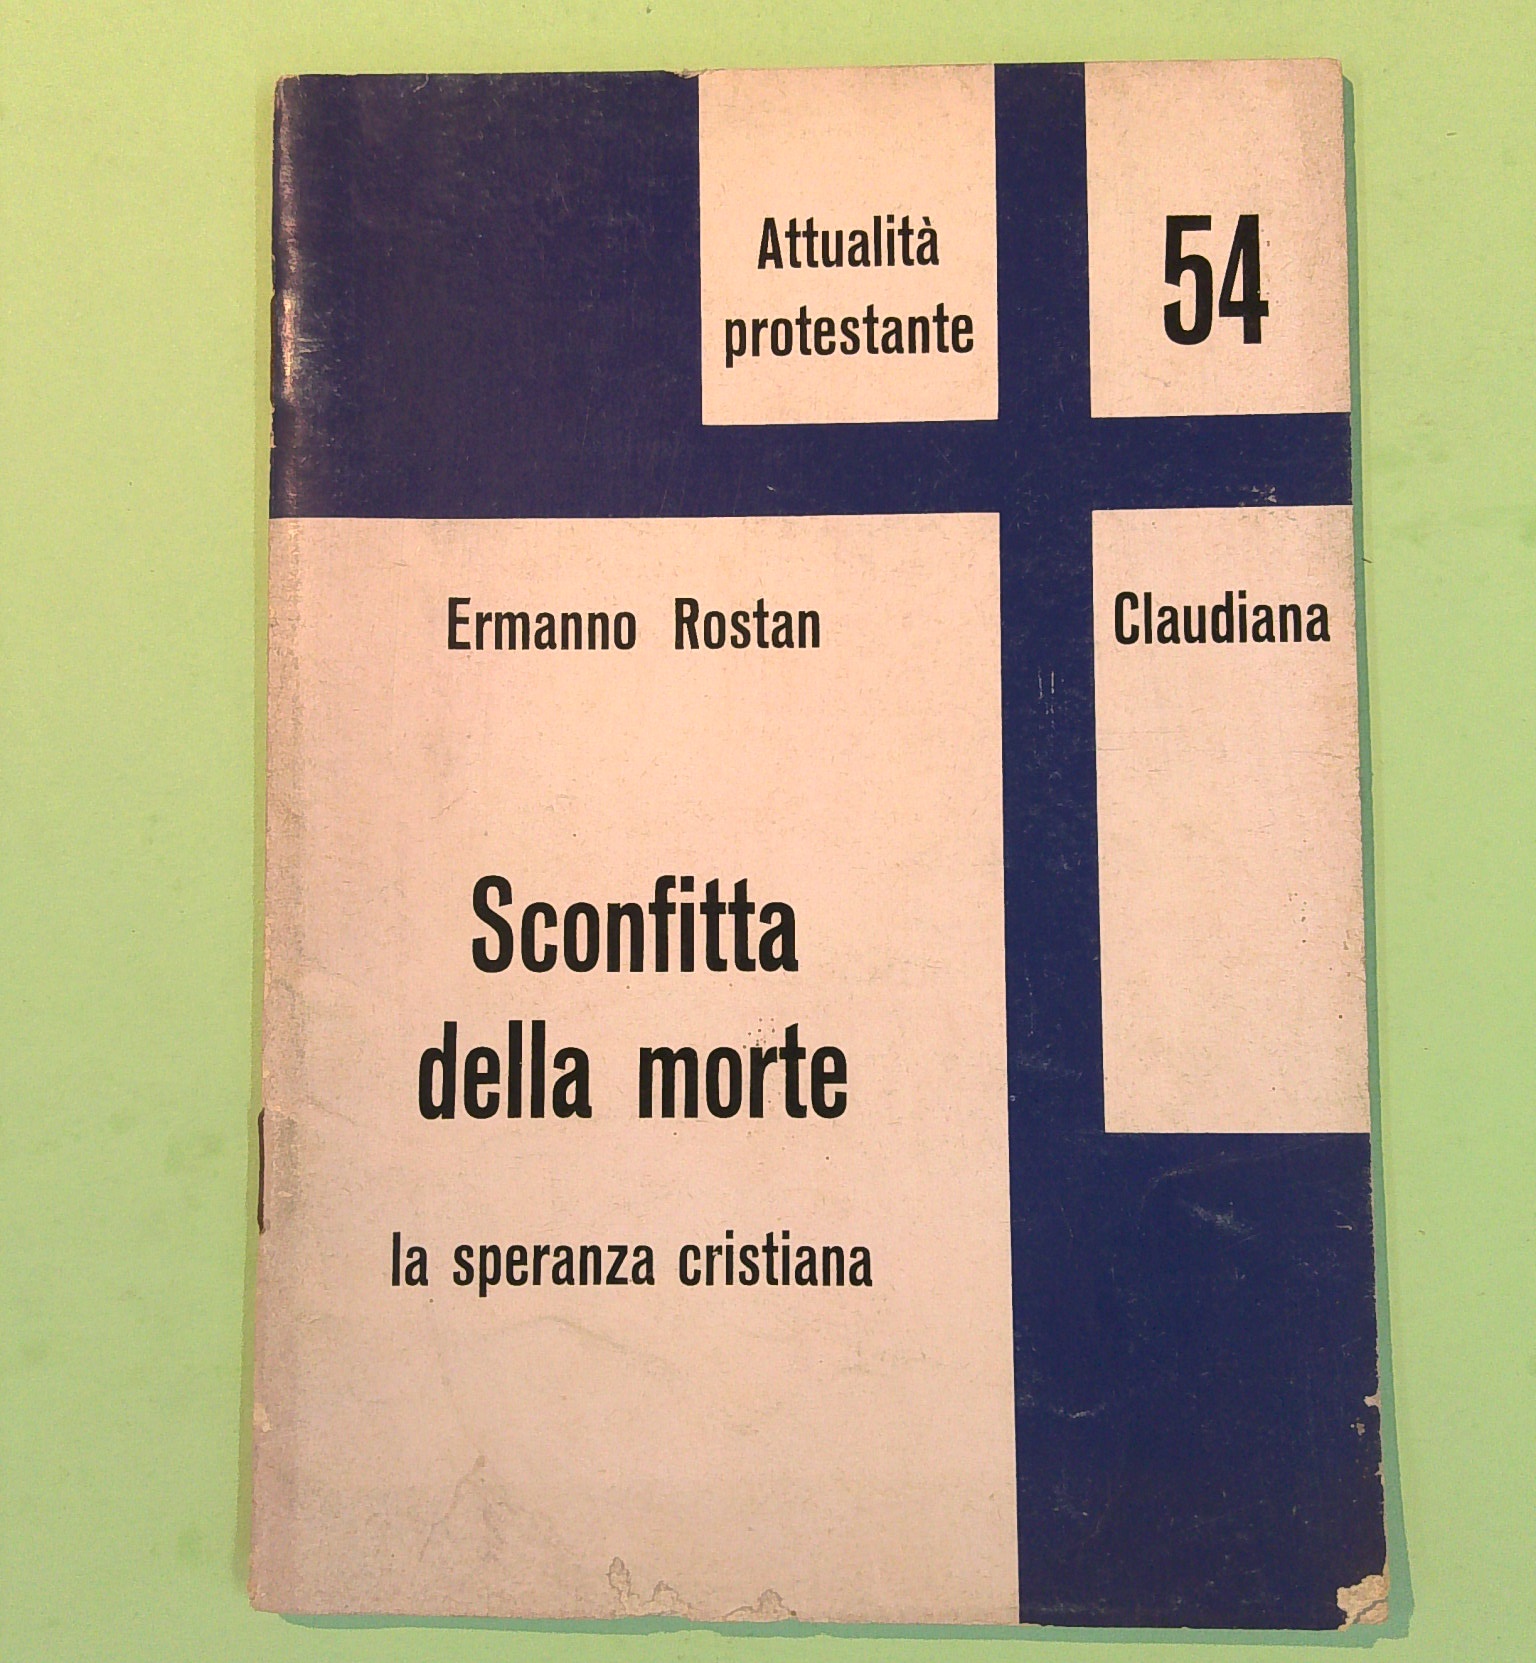 Attualità
protestante
54
Ermanno Rostan
Claudiana
Sconfitta
della morte
la speranza cristiana